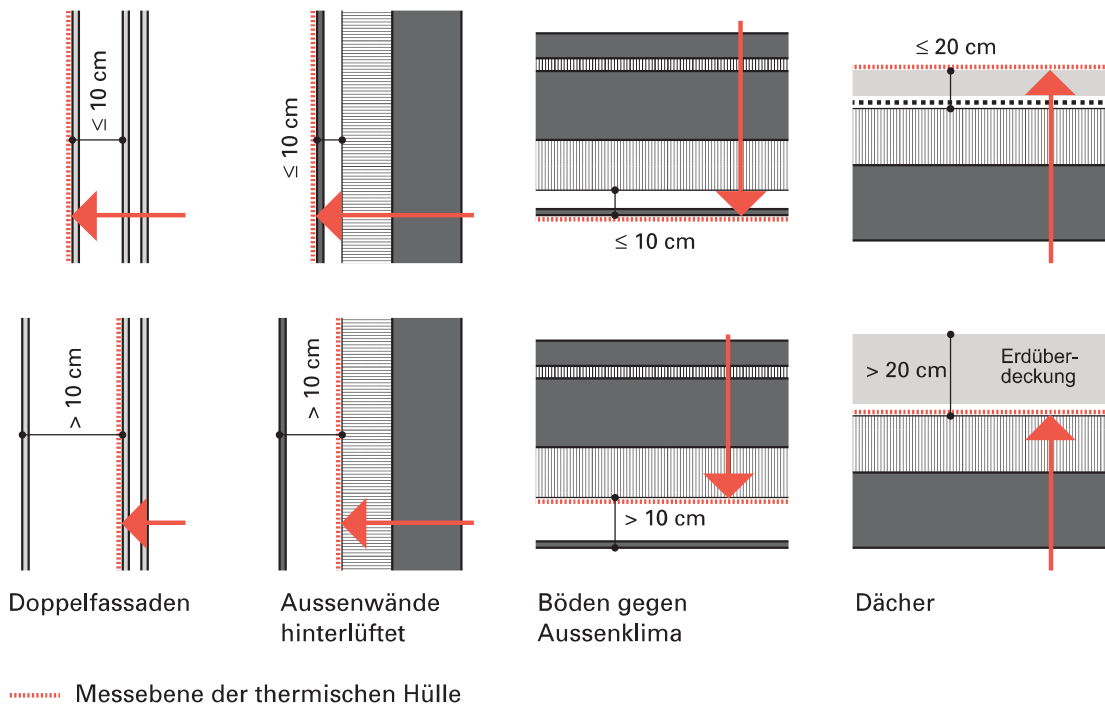 ≤ 10 cm
≤ 10 cm
≤ 10 cm
≤ 20 cm
> 10 cm
> 10 cm
> 10 cm
> 20 cm
Erdüber-
deckung
Doppelfassaden
Aussenwände
hinterlüftet
Böden gegen
Aussenklima
Dächer
Messebene der thermischen Hülle